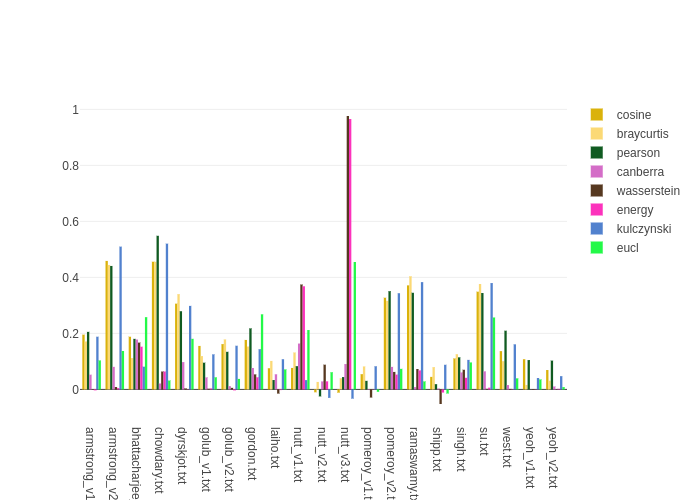 1
0.8
0.6
0.4
0.2
0
cosine
braycurtis
pearson
canberra
wasserstein
energy
kulczynski
eucl
armstrong_v1
armstrong_v2
bhattacharjee
chowdary.txt
dyrskjot.txt
golub_v1.txt
golub_v2.txt
gordon.txt
laiho.txt
nutt_v1.txt
nutt_v2.txt
nutt_v3.txt
pomeroy_v1.t
pomeroy_v2.t
ramaswamy.t
shipp.txt
singh.txt
su.txt
west.txt
yeoh_v1.txt
yeoh_v2.txt